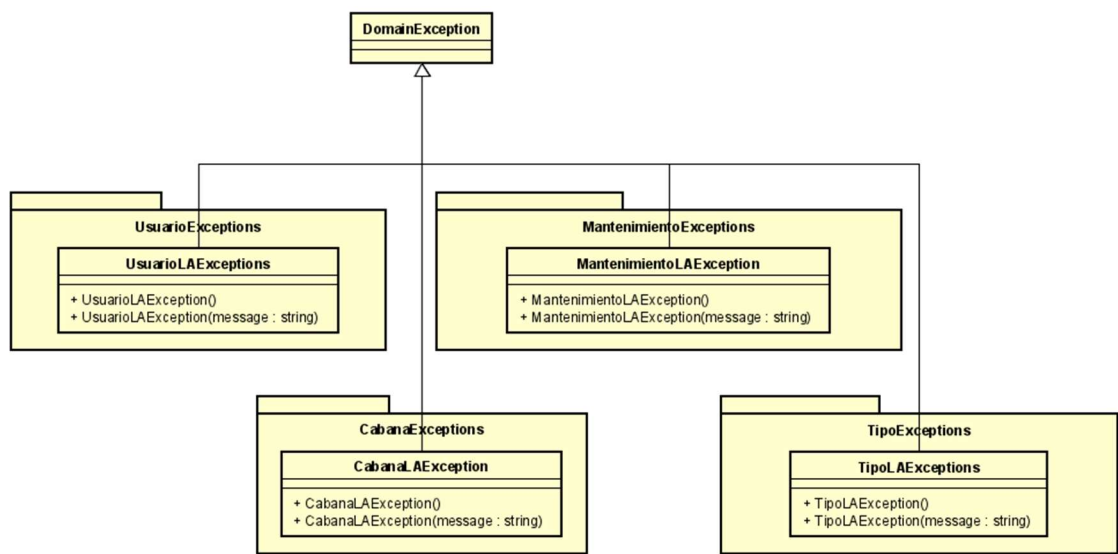 DomainException
UsuarioExceptions
UsuarioLAExceptions
+ UsuarioLAException()
+ UsuarioLAException(message : string)
MantenimientoExceptions
MantenimientoLAException
+ MantenimientoLAException()
+ MantenimientoLAException(message : string)
CabanaExceptions
CabanaLAException
+ CabanaLAException()
+ CabanaLAException(message : string)
TipoExceptions
TipoLAExceptions
+ TipoLAException()
+ TipoLAException(message : string)